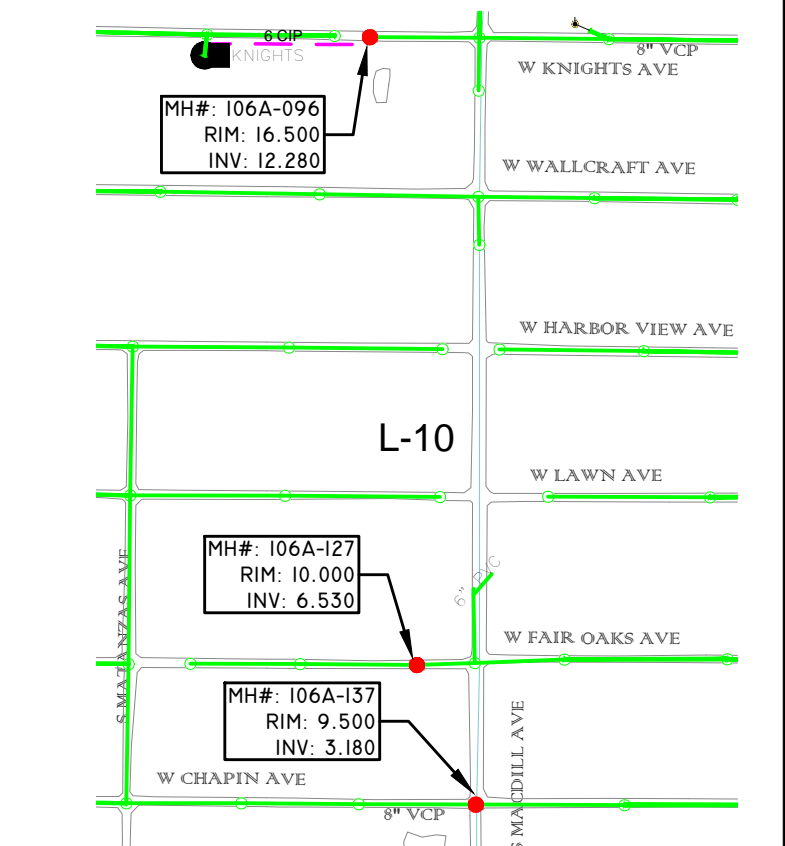 6 CIP
KNIGHTS
8" VCP
W KNIGHTS AVE
MH#: 106A-096
RIM: 16.500
INV: 12.280
W WALLCRAFT AVE
W HARBOR VIEW AVE
L-10
W LAWN AVE
MH#: 106A-127
RIM: 10.000
INV: 6.530
6" PVC
S MATANZAS AVE
W FAIR OAKS AVE
MH#: 106A-137
RIM: 9.500
INV: 3.180
W CHAPIN AVE
8" VCP
S MACDILL AVE